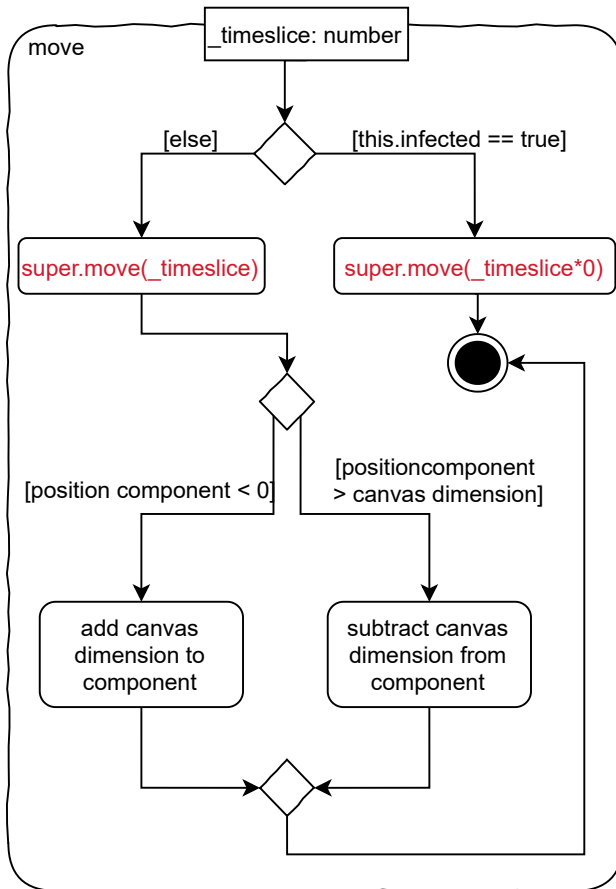 _timeslice: number
move
[else]
[this.infected == true]
super.move(_timeslice)
super.move(_timeslice*0)
[position component < 0]
[positioncomponent
> canvas dimension]
add canvas
dimension to
component
subtract canvas
dimension from
component